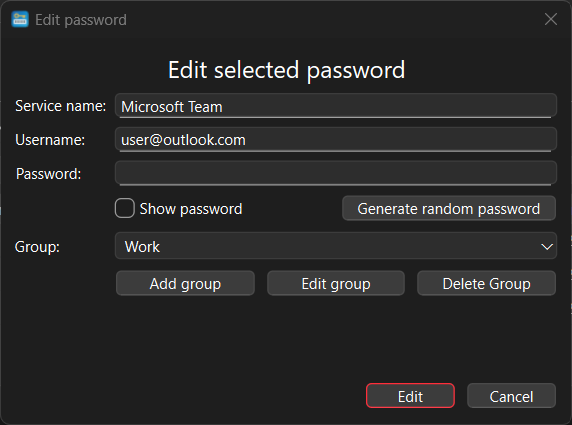 Edit password
Edit selected password
Service name: Microsoft Team
Username: user@outlook.com
Password:
Show password Generate random password
Group: Work
Add group Edit group Delete Group
Edit Cancel